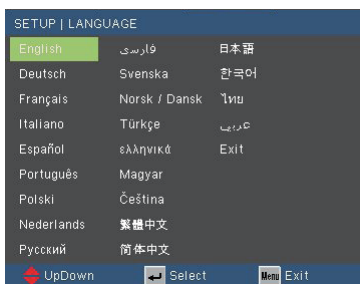 SETUP | LANGUAGE
English
فارسی
日本語
Deutsch
Svenska
한국어
Français
Norsk / Dansk
ไทย
Italiano
Türkçe
عربي
Español
ελληνικά
Exit
Português
Magyar
Polski
Čeština
Nederlands
繁體中文
Русский
简体中文
UpDown
Select
Menu
Exit